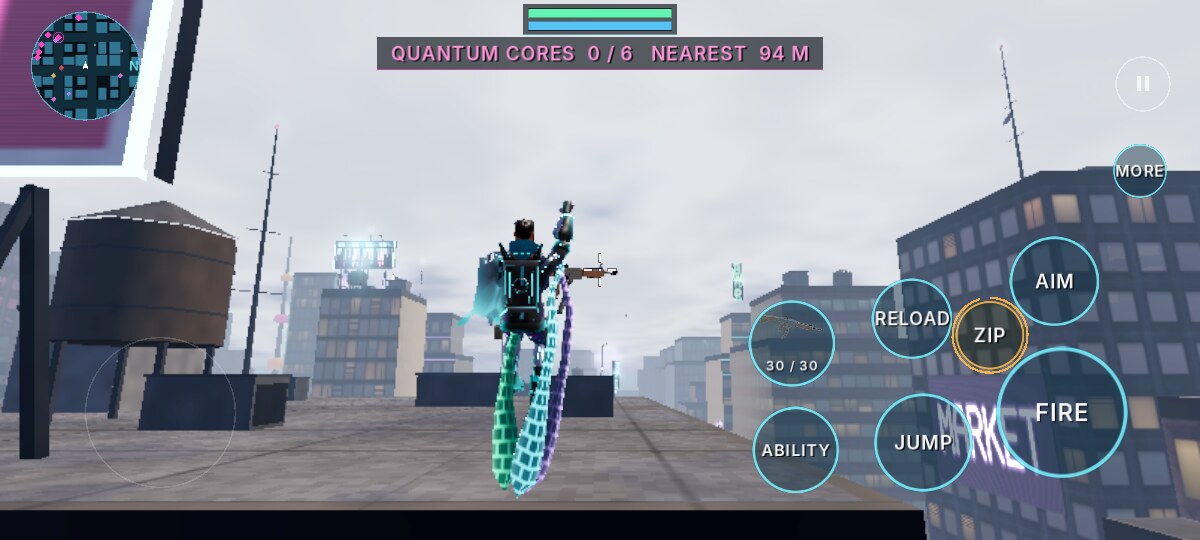 QUANTUM CORES 0 / 6 NEAREST 94 M
N
MORE
AIM
RELOAD
ZIP
30 / 30
FIRE
MARKET
JUMP
ABILITY